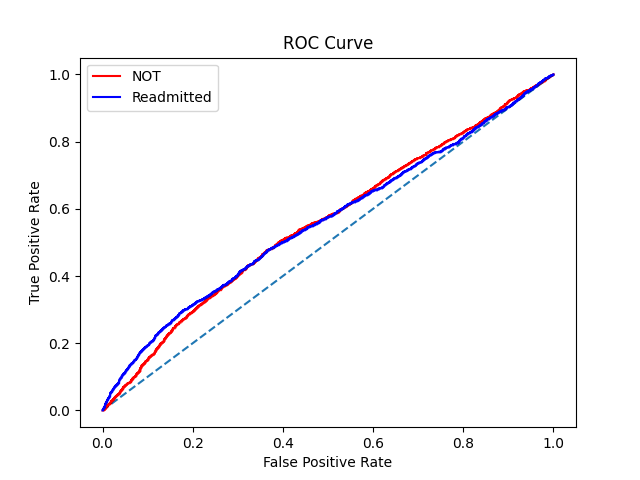 ROC Curve
NOT
Readmitted
True Positive Rate
1.0
0.8
0.6
0.4
0.2
0.0
0.0 0.2 0.4 0.6 0.8 1.0
False Positive Rate